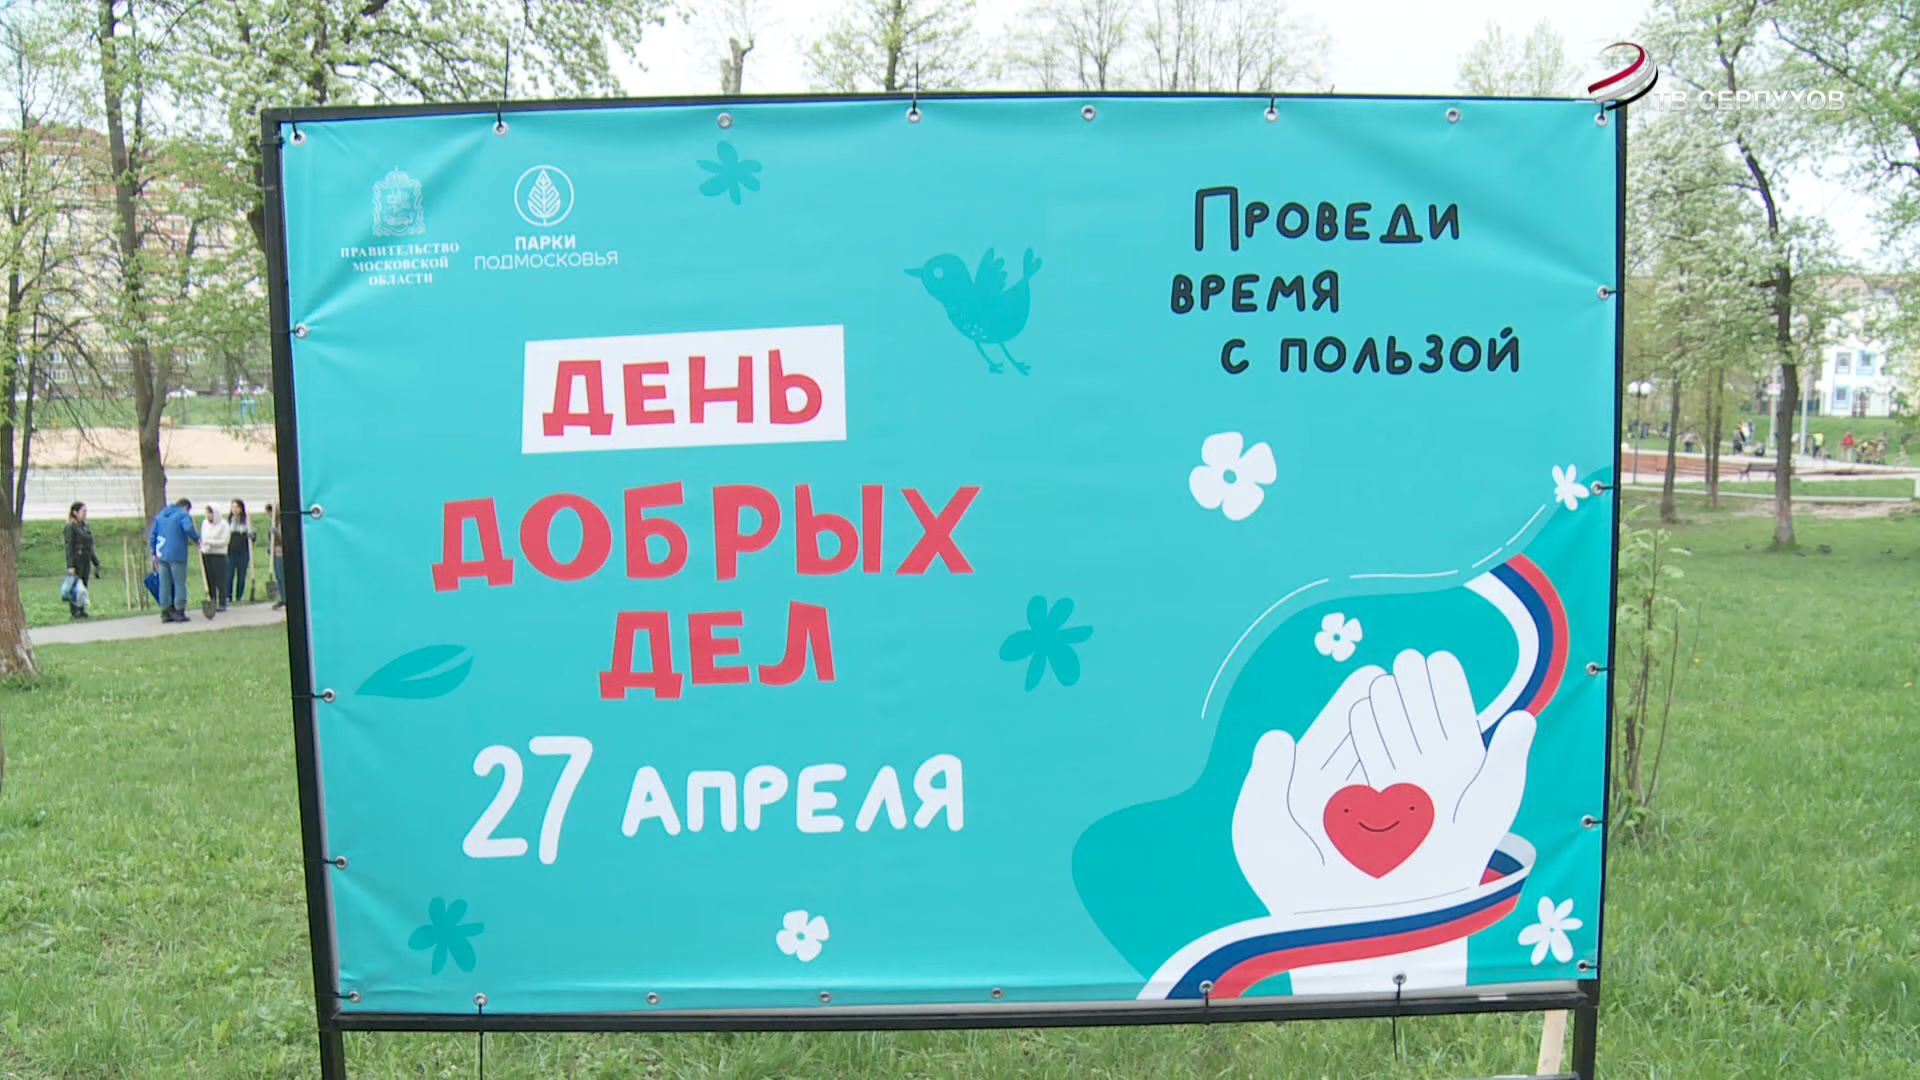 ТВ СЕРПУХОВ
ПРАВИТЕЛЬСТВО
МОСКОВСКОЙ
ОБЛАСТИ
ПАРКИ
ПОДМОСКОВЬЯ
ПРОВЕДИ
ВРЕМЯ
С ПОЛЬЗОЙ
ДЕНЬ
ДОБРЫХ
ДЕЛ
27 АПРЕЛЯ